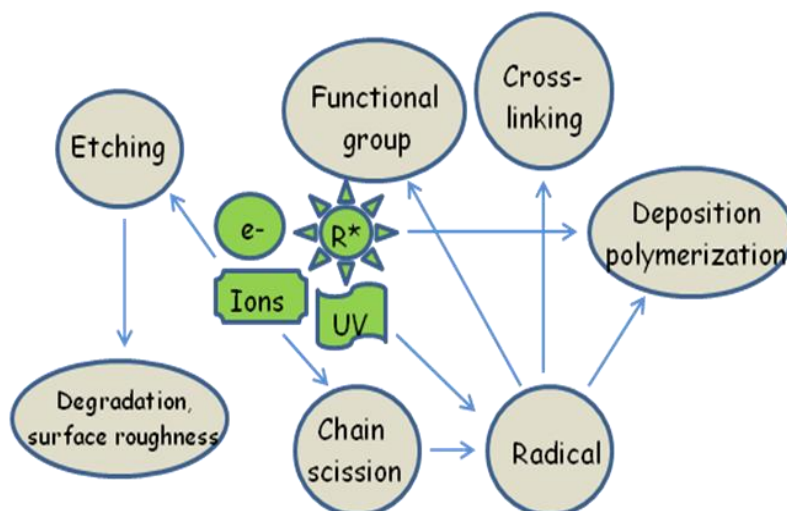 Cross-
linking
Functional
group
Etching
Deposition
polymerization
e-
R*
Ions
UV
Degradation,
surface roughness
Chain
scission
Radical